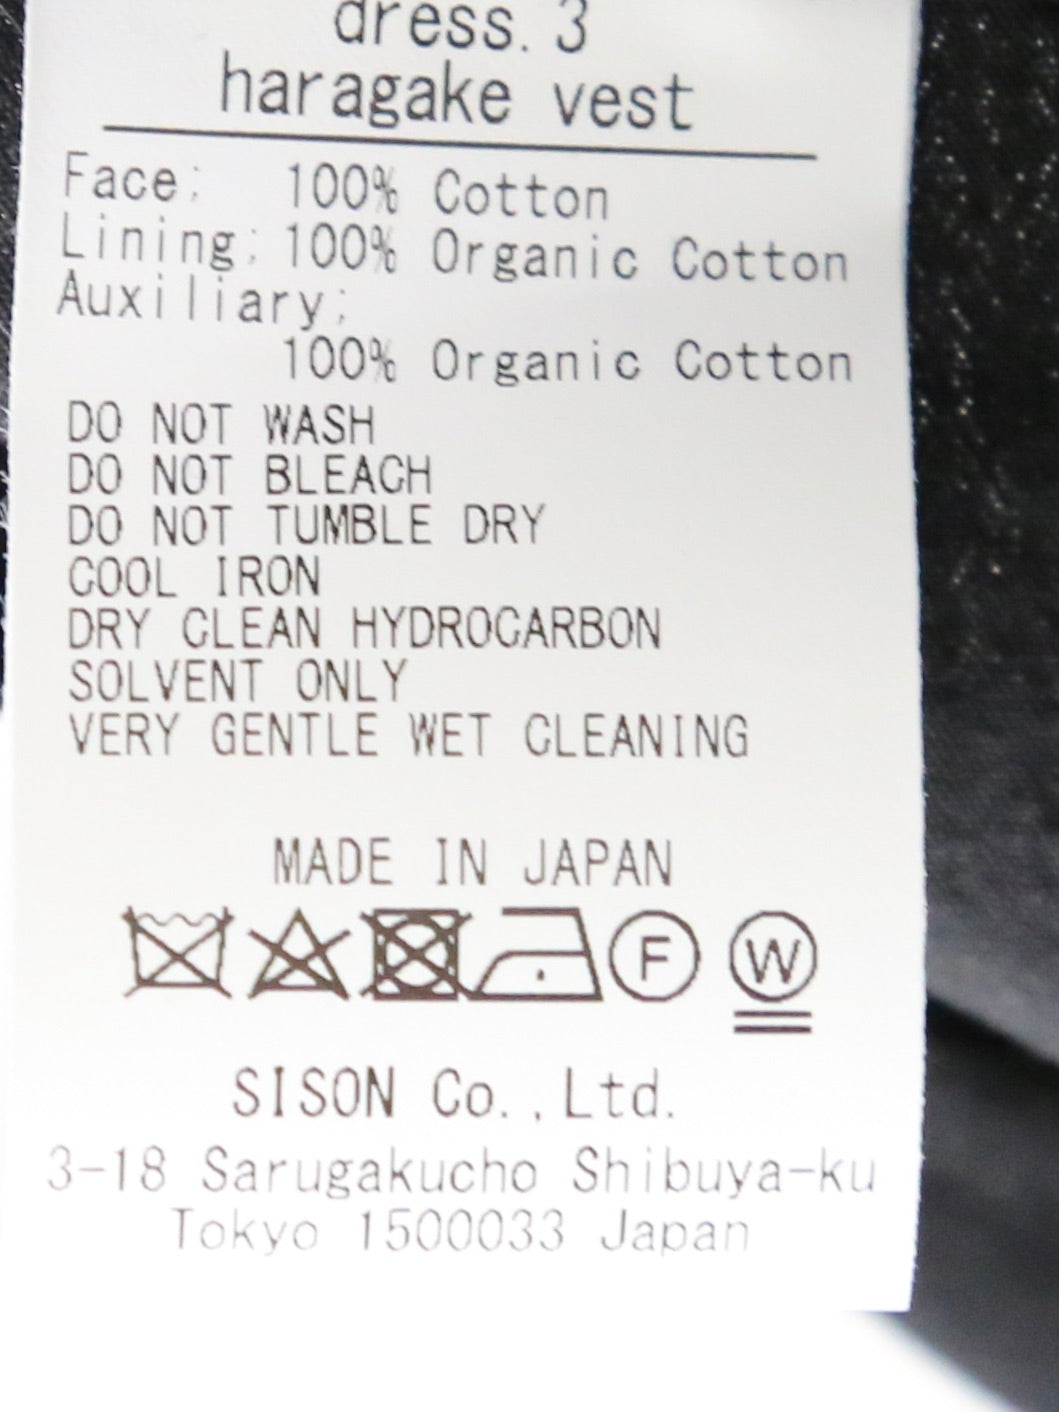 dress. 3
haragake vest
Face; 100% Cotton
Lining; 100% Organic Cotton
Auxiliary;
100% Organic Cotton
DO NOT WASH
DO NOT BLEACH
DO NOT TUMBLE DRY
COOL IRON
DRY CLEAN HYDROCARBON
SOLVENT ONLY
VERY GENTLE WET CLEANING
MADE IN JAPAN
F W
SISON Co.,Ltd.
3-18 Sarugakucho Shibuya-ku
Tokyo 1500033 Japan